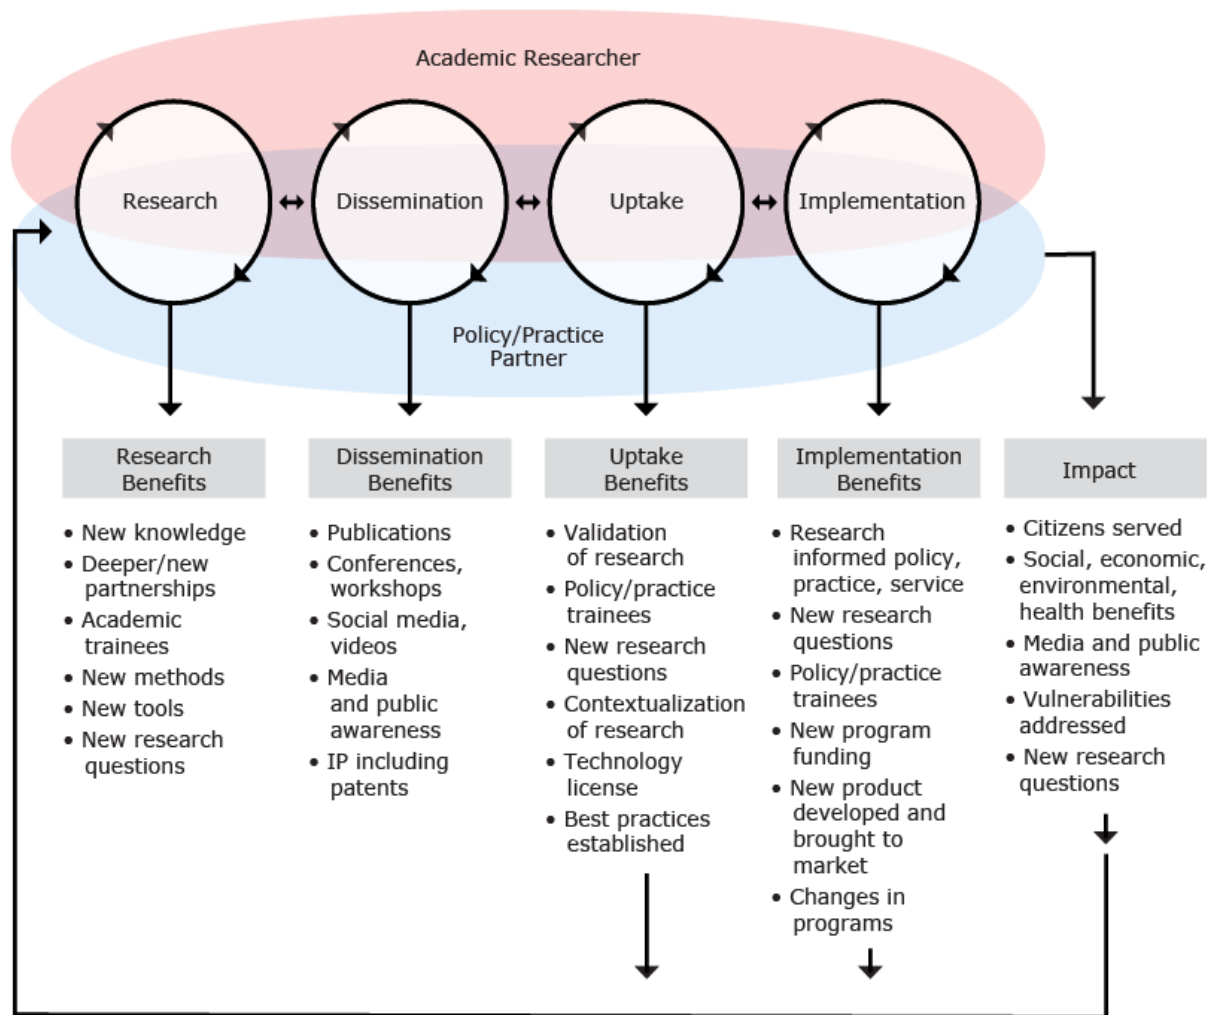 Academic Researcher
Research
Dissemination
Uptake
Implementation
Policy/Practice
Partner
Research
Benefits
• New knowledge
• Deeper/new
partnerships
• Academic
trainees
• New methods
• New tools
• New research
questions
Dissemination
Benefits
• Publications
• Conferences,
workshops
• Social media,
videos
• Media
and public
awareness
• IP including
patents
Uptake
Benefits
• Validation
of research
• Policy/practice
trainees
• New research
questions
• Contextualization
of research
• Technology
license
• Best practices
established
Implementation
Benefits
• Research
informed policy,
practice, service
• New research
questions
• Policy/practice
trainees
• New program
funding
• New product
developed and
brought to
market
• Changes in
programs
Impact
• Citizens served
• Social, economic,
environmental,
health benefits
• Media and public
awareness
• Vulnerabilities
addressed
• New research
questions